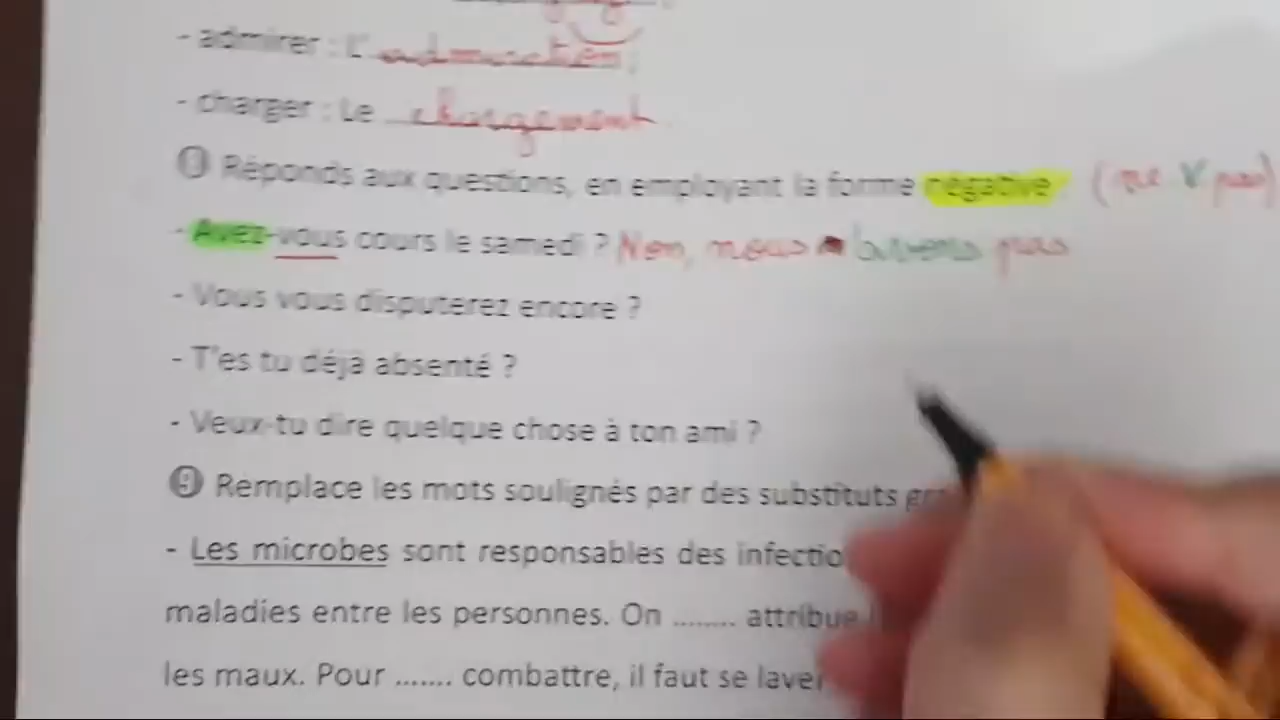 - admirer : L' admiration.
- charger : Le chargement
Réponds aux questions, en employant la forme négative : (ne V pas)
- Avez-vous cours le samedi ? Non, nous avons pas
- Vous vous disputerez encore ?
- T'es tu déjà absenté ?
- Veux-tu dire quelque chose à ton ami ?
9 Remplace les mots soulignés par des substituts
- Les microbes sont responsables des
maladies entre les personnes. On ........ attribue
les maux. Pour ....... combattre, il faut se laver